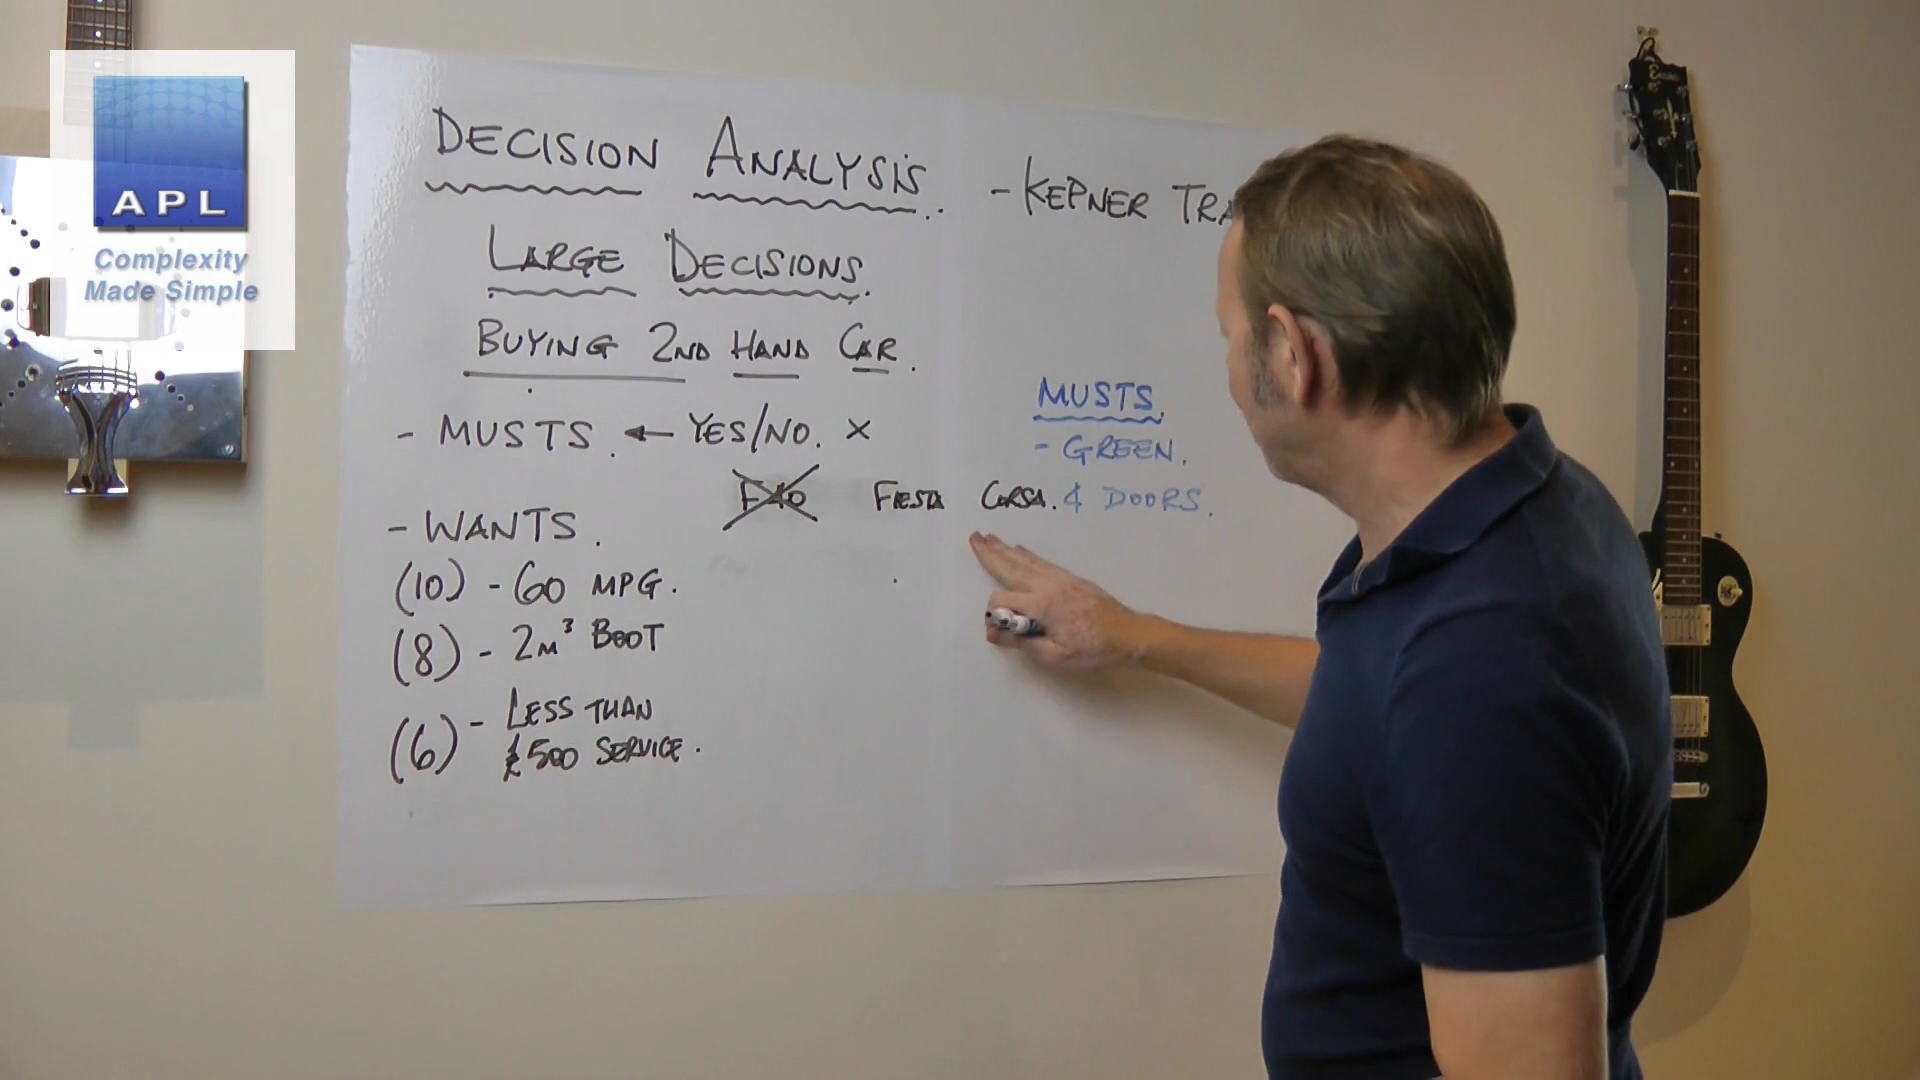 APL
Complexity
Made Simple
DECISION ANALYSIS. - KEPNER TRA
LARGE DECISIONS.
BUYING 2ND HAND CAR.
- MUSTS. ← YES/NO. X
- WANTS.
(10) - 60 MPG.
(8) - 2M³ BOOT
(6) - LESS THAN
£500 SERVICE.
F40 FIESTA CORSA.
MUSTS.
- GREEN.
4 DOORS.